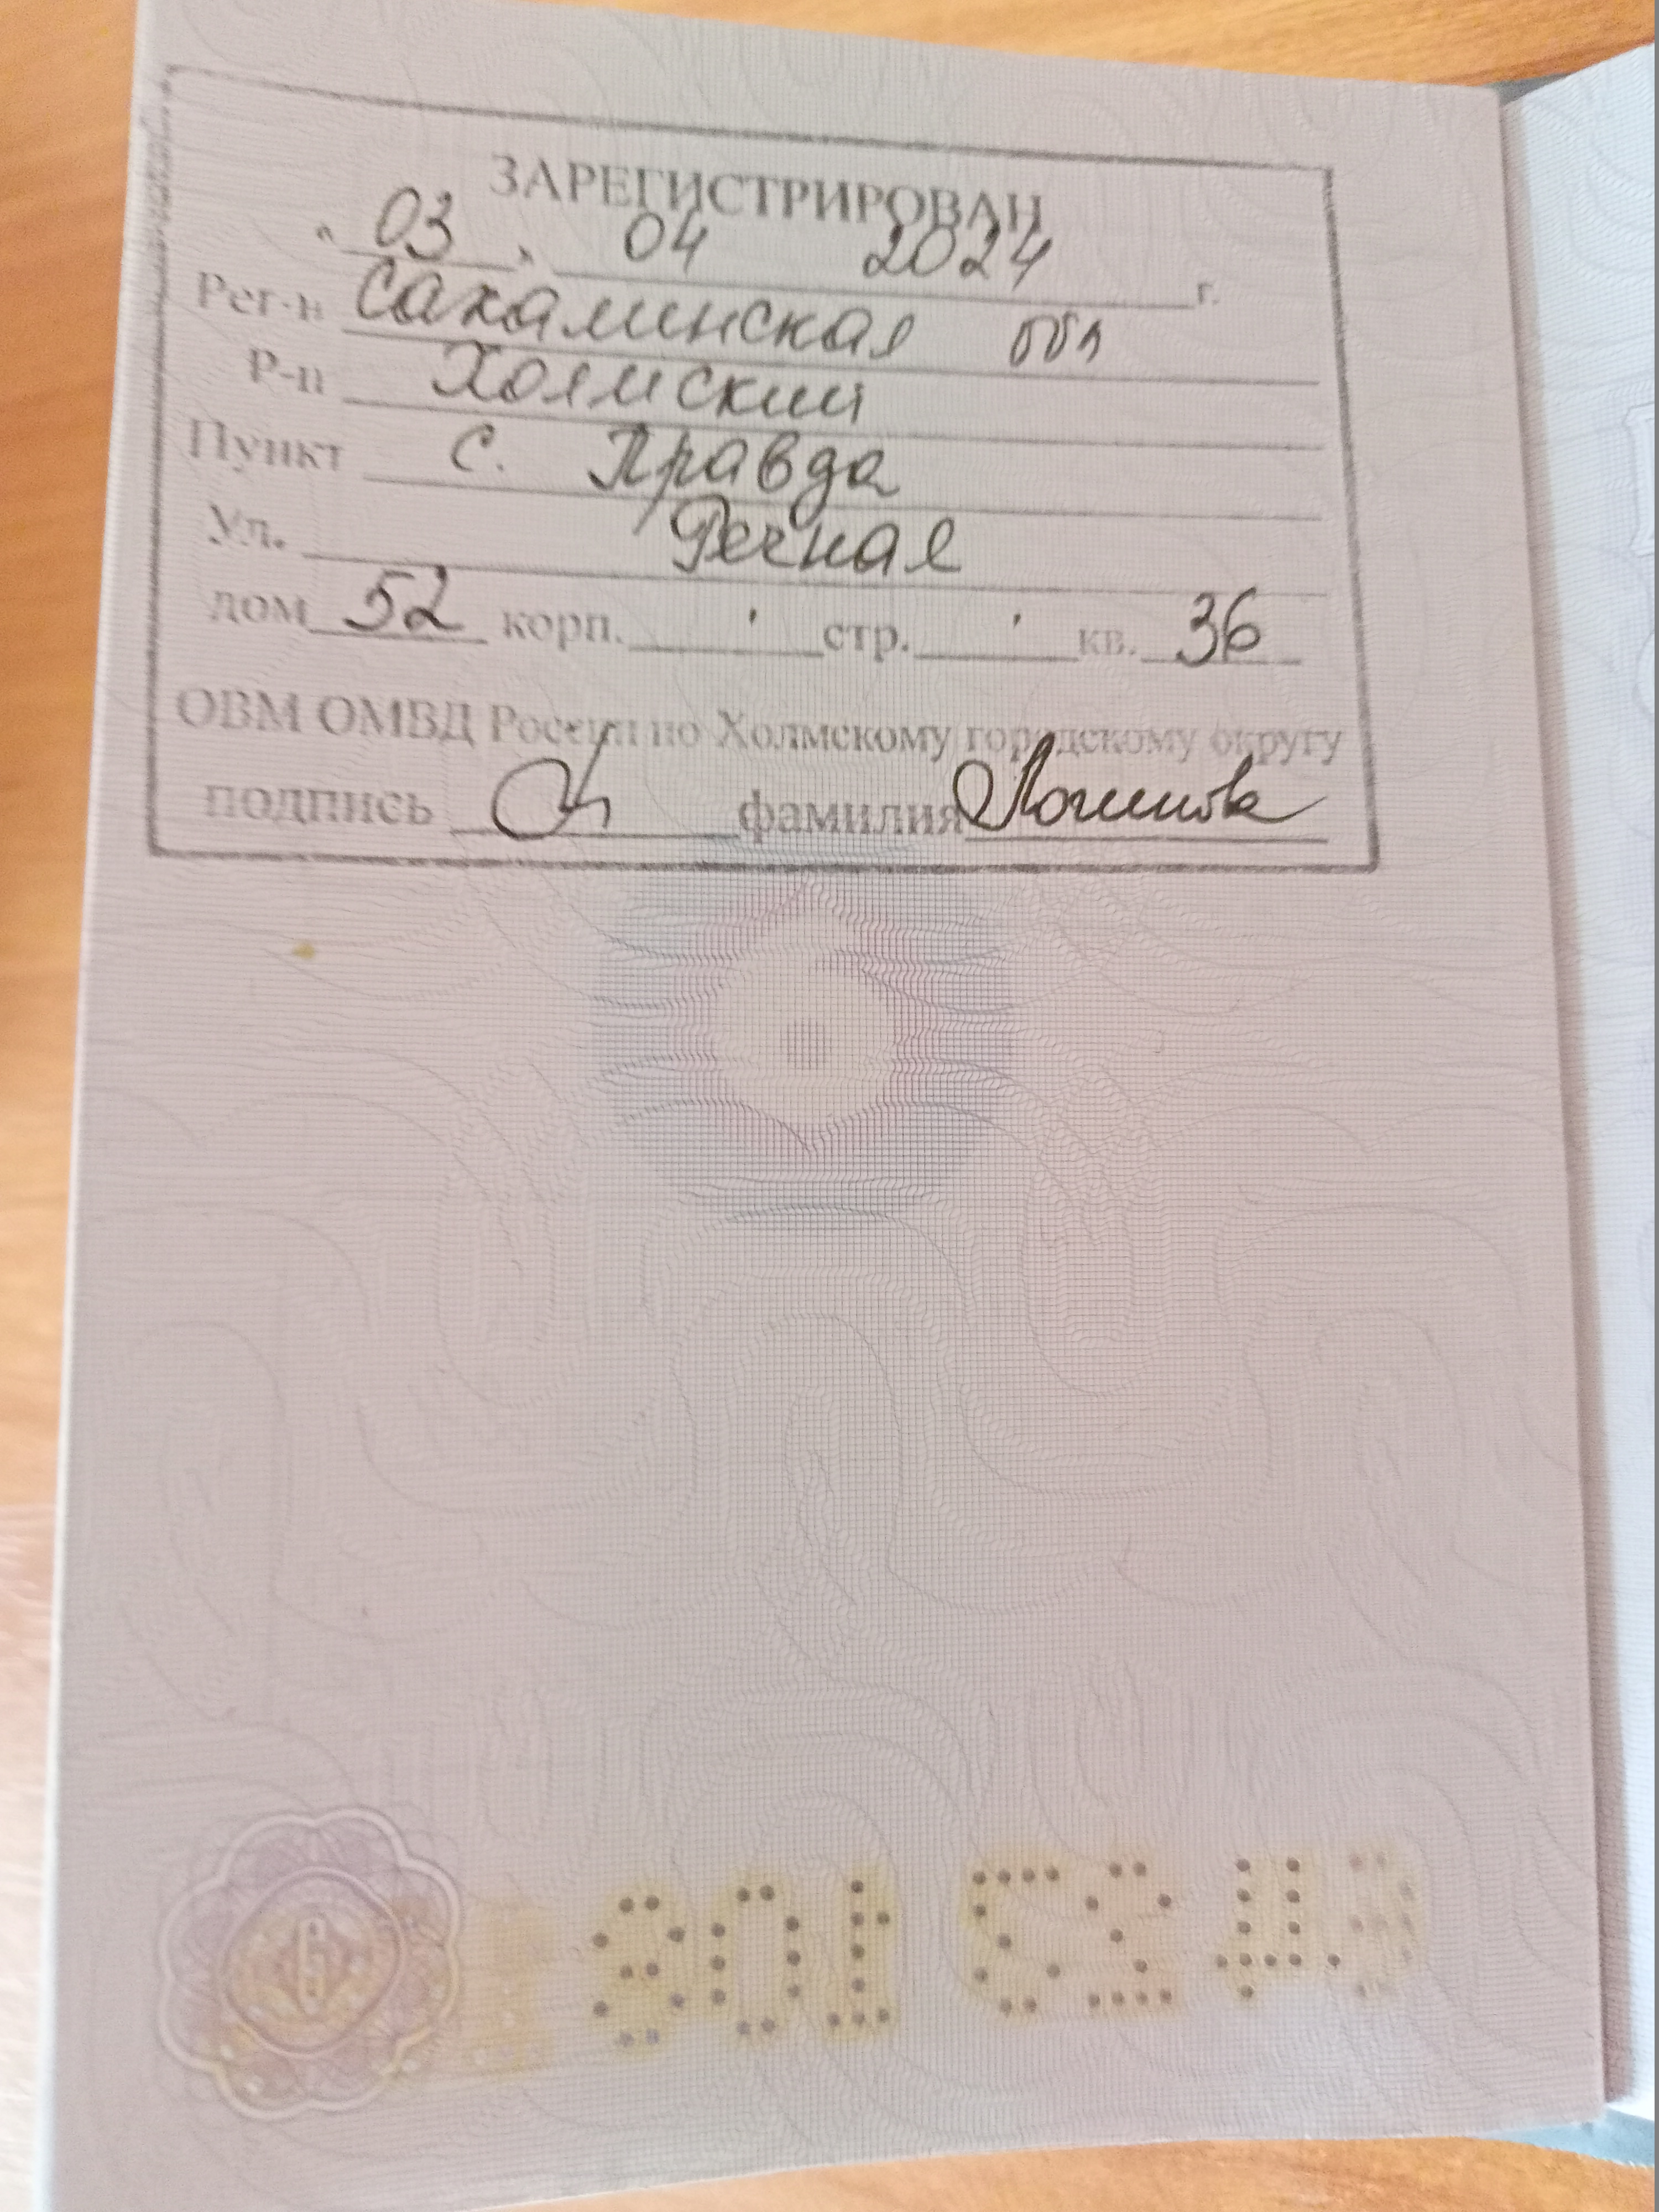 ЗАРЕГИСТРИРОВАН
"03" 04 2024 г.
Рег-н Сахалинская обл
Р-н Холмский
Пункт с. Правда
Ул. Речная
дом 52 корп. стр. кв. 36
ОВМ ОМВД России по Холмскому городскому округу
подпись фамилия Логинова